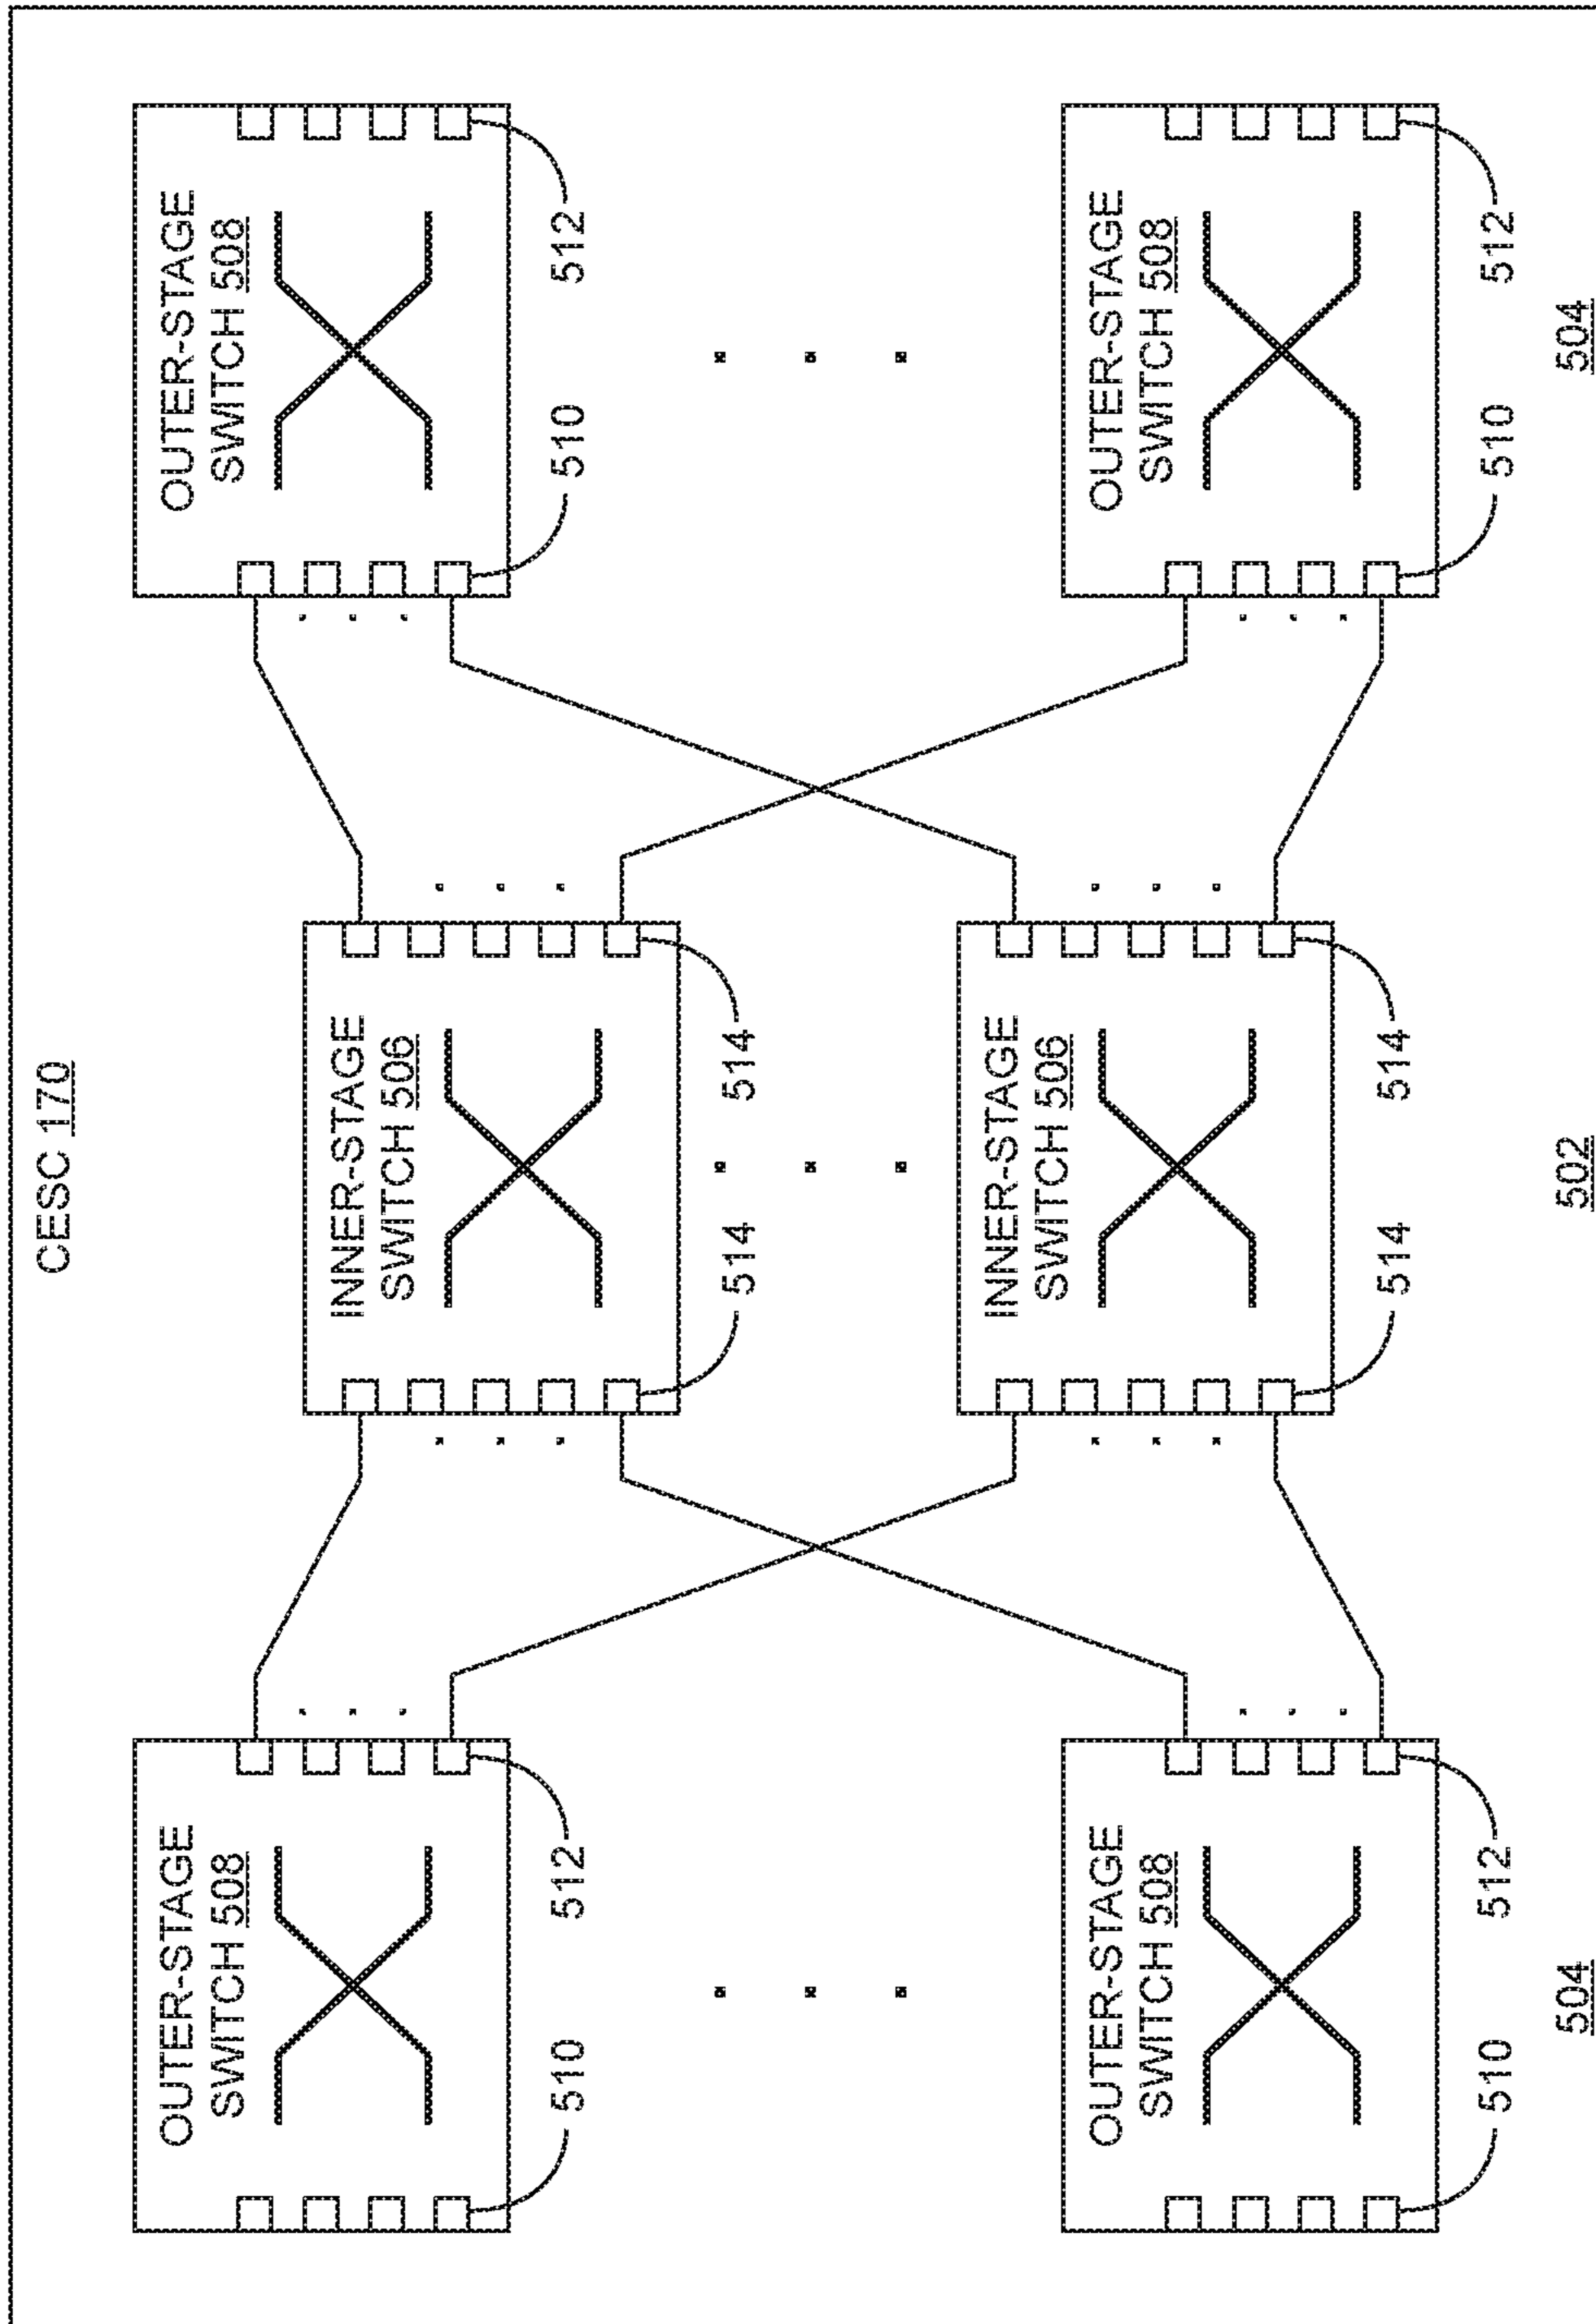 CESC 170
OUTER-STAGE
SWITCH 508
510
512
INNER-STAGE
SWITCH 506
514
514
OUTER-STAGE
SWITCH 508
510
512
OUTER-STAGE
SWITCH 508
510
512
INNER-STAGE
SWITCH 506
514
514
OUTER-STAGE
SWITCH 508
510
512
504
502
504